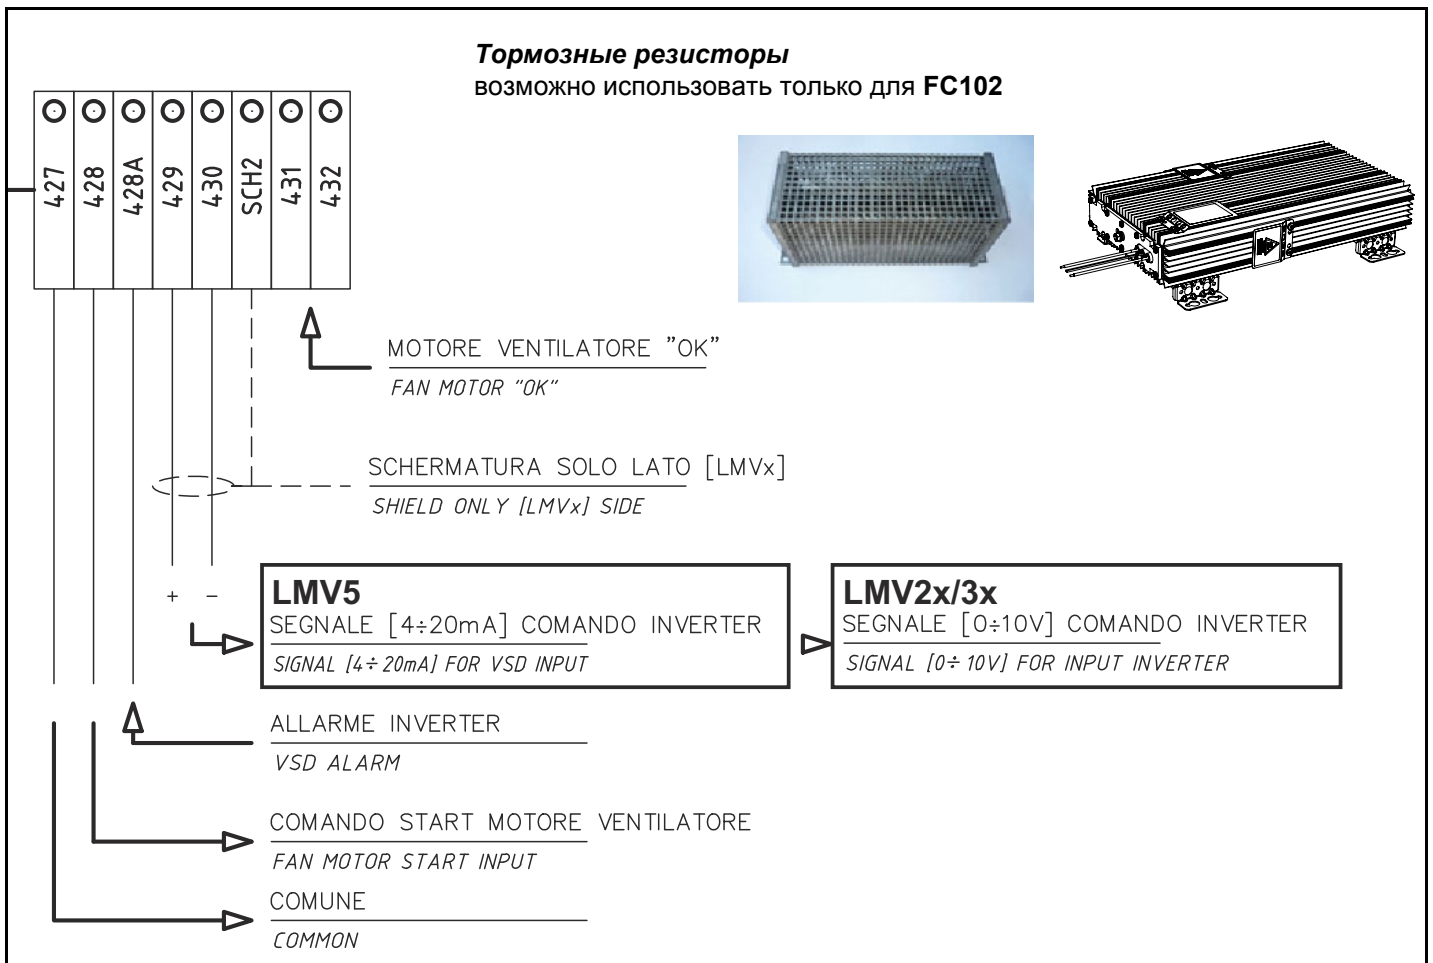 Тормозные резисторы
возможно использовать только для FC102
427
428
428A
429
430
SCH2
431
432
MOTORE VENTILATORE "OK"
FAN MOTOR "OK"
SCHERMATURA SOLO LATO [LMVx]
SHIELD ONLY [LMVx] SIDE
+ −
LMV5
SEGNALE [4÷20mA] COMANDO INVERTER
SIGNAL [4÷20mA] FOR VSD INPUT
LMV2x/3x
SEGNALE [0÷10V] COMANDO INVERTER
SIGNAL [0÷10V] FOR INPUT INVERTER
ALLARME INVERTER
VSD ALARM
COMANDO START MOTORE VENTILATORE
FAN MOTOR START INPUT
COMUNE
COMMON